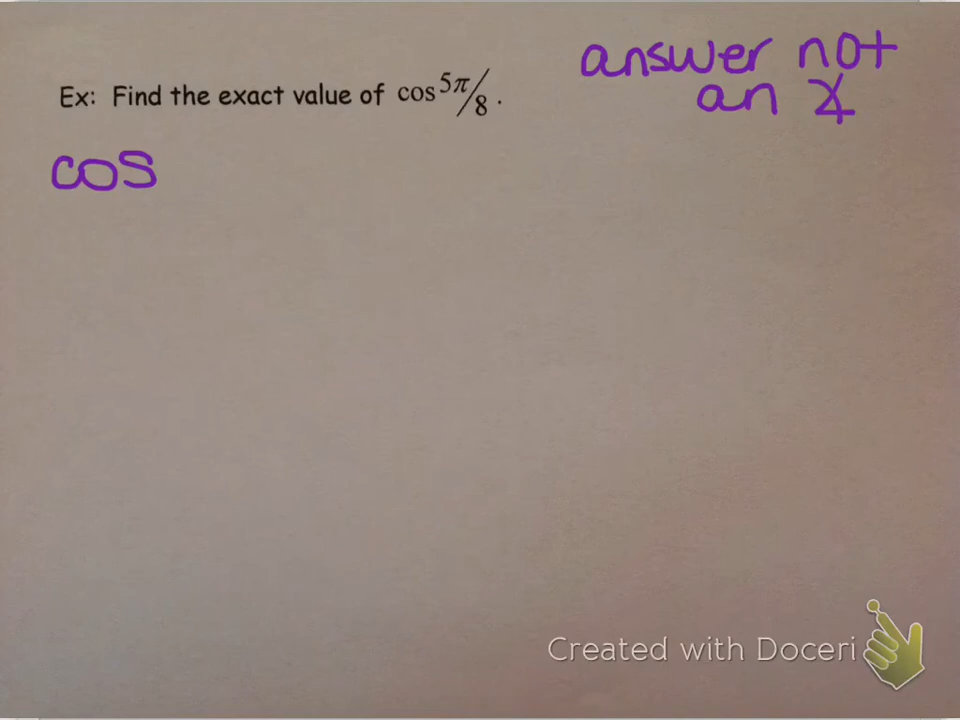 answer not
an ∡
Ex: Find the exact value of cos 5π/8 .
cos
Created with Doceri